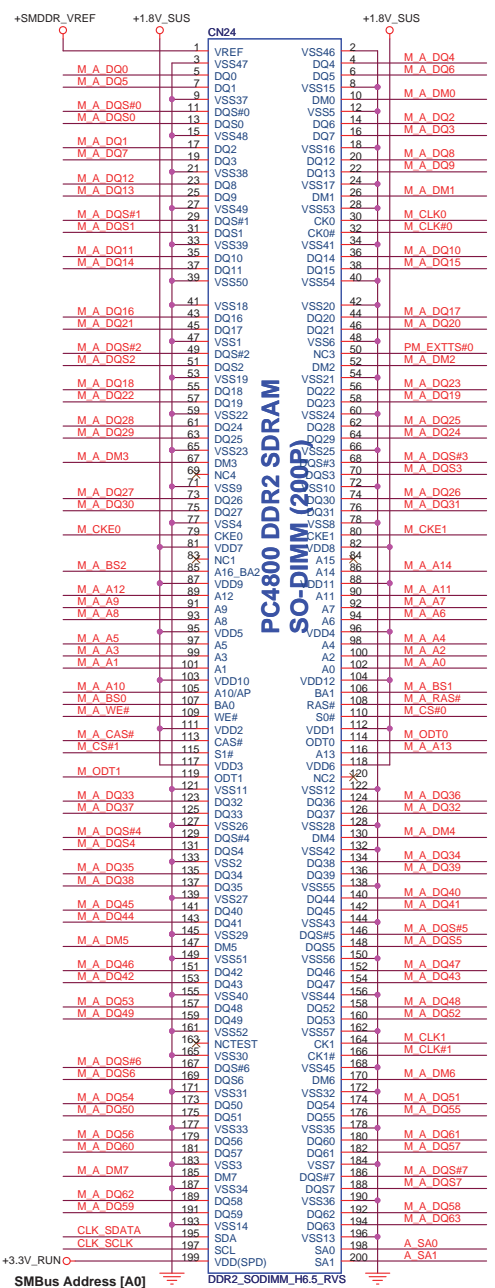 +SMDDR_VREF +1.8V_SUS +1.8V_SUS
CN24
1 VREF VSS46 2
3 VSS47 DQ4 4 M_A_DQ4
M_A_DQ0 5 DQ0 DQ5 6 M_A_DQ6
M_A_DQ5 7 DQ1 VSS15 8
9 VSS37 DM0 10 M_A_DM0
M_A_DQS#0 11 DQS#0 VSS5 12
M_A_DQS0 13 DQS0 DQ6 14 M_A_DQ2
15 VSS48 DQ7 16 M_A_DQ3
M_A_DQ1 17 DQ2 VSS16 18
M_A_DQ7 19 DQ3 DQ12 20 M_A_DQ8
21 VSS38 DQ13 22 M_A_DQ9
M_A_DQ12 23 DQ8 VSS17 24
M_A_DQ13 25 DQ9 DM1 26 M_A_DM1
27 VSS49 VSS53 28
M_A_DQS#1 29 DQS#1 CK0 30 M_CLK0
M_A_DQS1 31 DQS1 CK0# 32 M_CLK#0
33 VSS39 VSS41 34
M_A_DQ11 35 DQ10 DQ14 36 M_A_DQ10
M_A_DQ14 37 DQ11 DQ15 38 M_A_DQ15
39 VSS50 VSS54 40
41 VSS18 VSS20 42
M_A_DQ16 43 DQ16 DQ20 44 M_A_DQ17
M_A_DQ21 45 DQ17 DQ21 46 M_A_DQ20
47 VSS1 VSS6 48
M_A_DQS#2 49 DQS#2 NC3 50 PM_EXTTS#0
M_A_DQS2 51 DQS2 DM2 52 M_A_DM2
53 VSS19 VSS21 54
M_A_DQ18 55 DQ18 DQ22 56 M_A_DQ23
M_A_DQ22 57 DQ19 DQ23 58 M_A_DQ19
59 VSS22 VSS24 60
M_A_DQ28 61 DQ24 DQ28 62 M_A_DQ25
M_A_DQ29 63 DQ25 DQ29 64 M_A_DQ24
65 VSS23 VSS25 66
M_A_DM3 67 DM3 DQS#3 68 M_A_DQS#3
69 NC4 DQS3 70 M_A_DQS3
71 VSS9 VSS10 72
M_A_DQ27 73 DQ26 DQ30 74 M_A_DQ26
M_A_DQ30 75 DQ27 DQ31 76 M_A_DQ31
77 VSS4 VSS8 78
M_CKE0 79 CKE0 CKE1 80 M_CKE1
81 VDD7 VDD8 82
83 NC1 A15 84
M_A_BS2 85 A16_BA2 A14 86 M_A_A14
87 VDD9 VDD11 88
M_A_A12 89 A12 A11 90 M_A_A11
M_A_A9 91 A9 A7 92 M_A_A7
M_A_A8 93 A8 A6 94 M_A_A6
95 VDD5 VDD4 96
M_A_A5 97 A5 A4 98 M_A_A4
M_A_A3 99 A3 A2 100 M_A_A2
M_A_A1 101 A1 A0 102 M_A_A0
103 VDD10 VDD12 104
M_A_A10 105 A10/AP BA1 106 M_A_BS1
M_A_BS0 107 BA0 RAS# 108 M_A_RAS#
M_A_WE# 109 WE# S0# 110 M_CS#0
111 VDD2 VDD1 112
M_A_CAS# 113 CAS# ODT0 114 M_ODT0
M_CS#1 115 S1# A13 116 M_A_A13
117 VDD3 VDD6 118
M_ODT1 119 ODT1 NC2 120
121 VSS11 VSS12 122
M_A_DQ33 123 DQ32 DQ36 124 M_A_DQ36
M_A_DQ37 125 DQ33 DQ37 126 M_A_DQ32
127 VSS26 VSS28 128
M_A_DQS#4 129 DQS#4 DM4 130 M_A_DM4
M_A_DQS4 131 DQS4 VSS42 132
133 VSS2 DQ38 134 M_A_DQ34
M_A_DQ35 135 DQ34 DQ39 136 M_A_DQ39
M_A_DQ38 137 DQ35 VSS55 138
139 VSS27 DQ44 140 M_A_DQ40
M_A_DQ45 141 DQ40 DQ45 142 M_A_DQ41
M_A_DQ44 143 DQ41 VSS43 144
145 VSS29 DQS#5 146 M_A_DQS#5
M_A_DM5 147 DM5 DQS5 148 M_A_DQS5
149 VSS51 VSS56 150
M_A_DQ46 151 DQ42 DQ46 152 M_A_DQ47
M_A_DQ42 153 DQ43 DQ47 154 M_A_DQ43
155 VSS40 VSS44 156
M_A_DQ53 157 DQ48 DQ52 158 M_A_DQ48
M_A_DQ49 159 DQ49 DQ53 160 M_A_DQ52
161 VSS52 VSS57 162
163 NCTEST CK1 164 M_CLK1
165 VSS30 CK1# 166 M_CLK#1
M_A_DQS#6 167 DQS#6 VSS45 168
M_A_DQS6 169 DQS6 DM6 170 M_A_DM6
171 VSS31 VSS32 172
M_A_DQ54 173 DQ50 DQ54 174 M_A_DQ51
M_A_DQ50 175 DQ51 DQ55 176 M_A_DQ55
177 VSS33 VSS35 178
M_A_DQ56 179 DQ56 DQ60 180 M_A_DQ61
M_A_DQ60 181 DQ57 DQ61 182 M_A_DQ57
183 VSS3 VSS7 184
M_A_DM7 185 DM7 DQS#7 186 M_A_DQS#7
187 VSS34 DQS7 188 M_A_DQS7
M_A_DQ62 189 DQ58 VSS36 190
M_A_DQ59 191 DQ59 DQ62 192 M_A_DQ58
193 VSS14 DQ63 194 M_A_DQ63
CLK_SDATA 195 SDA VSS13 196
CLK_SCLK 197 SCL SA0 198 A_SA0
+3.3V_RUN 199 VDD(SPD) SA1 200 A_SA1
PC4800 DDR2 SDRAM
SO-DIMM (200P)
SMBus Address [A0] DDR2_SODIMM_H6.5_RVS